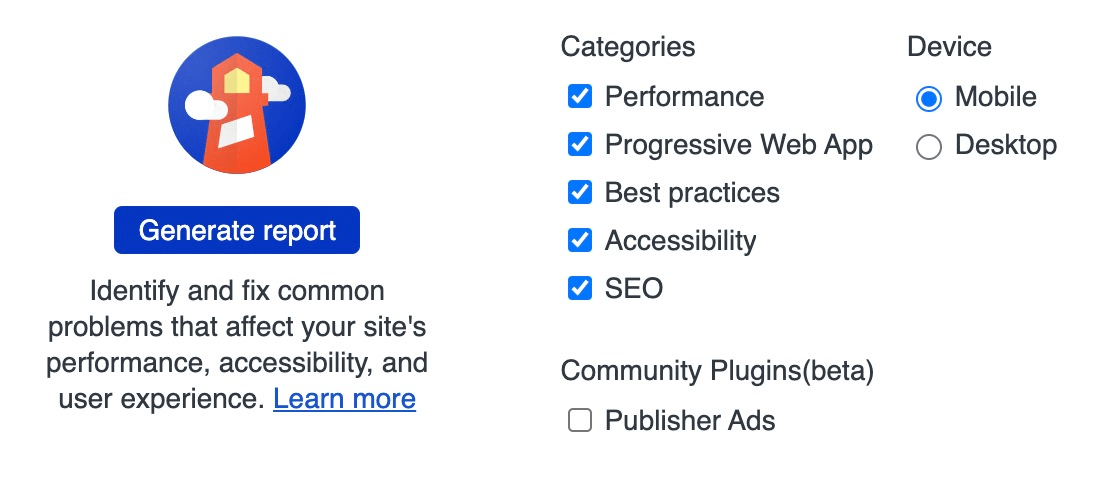 Generate report
Identify and fix common
problems that affect your site's
performance, accessibility, and
user experience. Learn more
Categories
Performance
Progressive Web App
Best practices
Accessibility
SEO
Community Plugins(beta)
Publisher Ads
Device
Mobile
Desktop